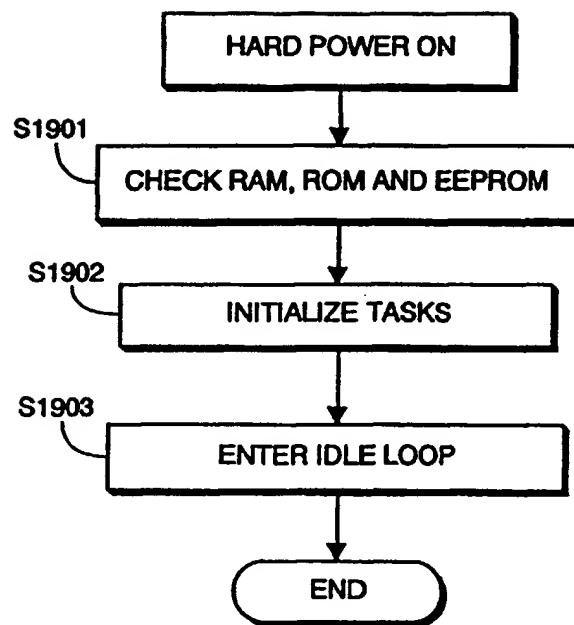 HARD POWER ON
S1901
CHECK RAM, ROM AND EEPROM
S1902
INITIALIZE TASKS
S1903
ENTER IDLE LOOP
END